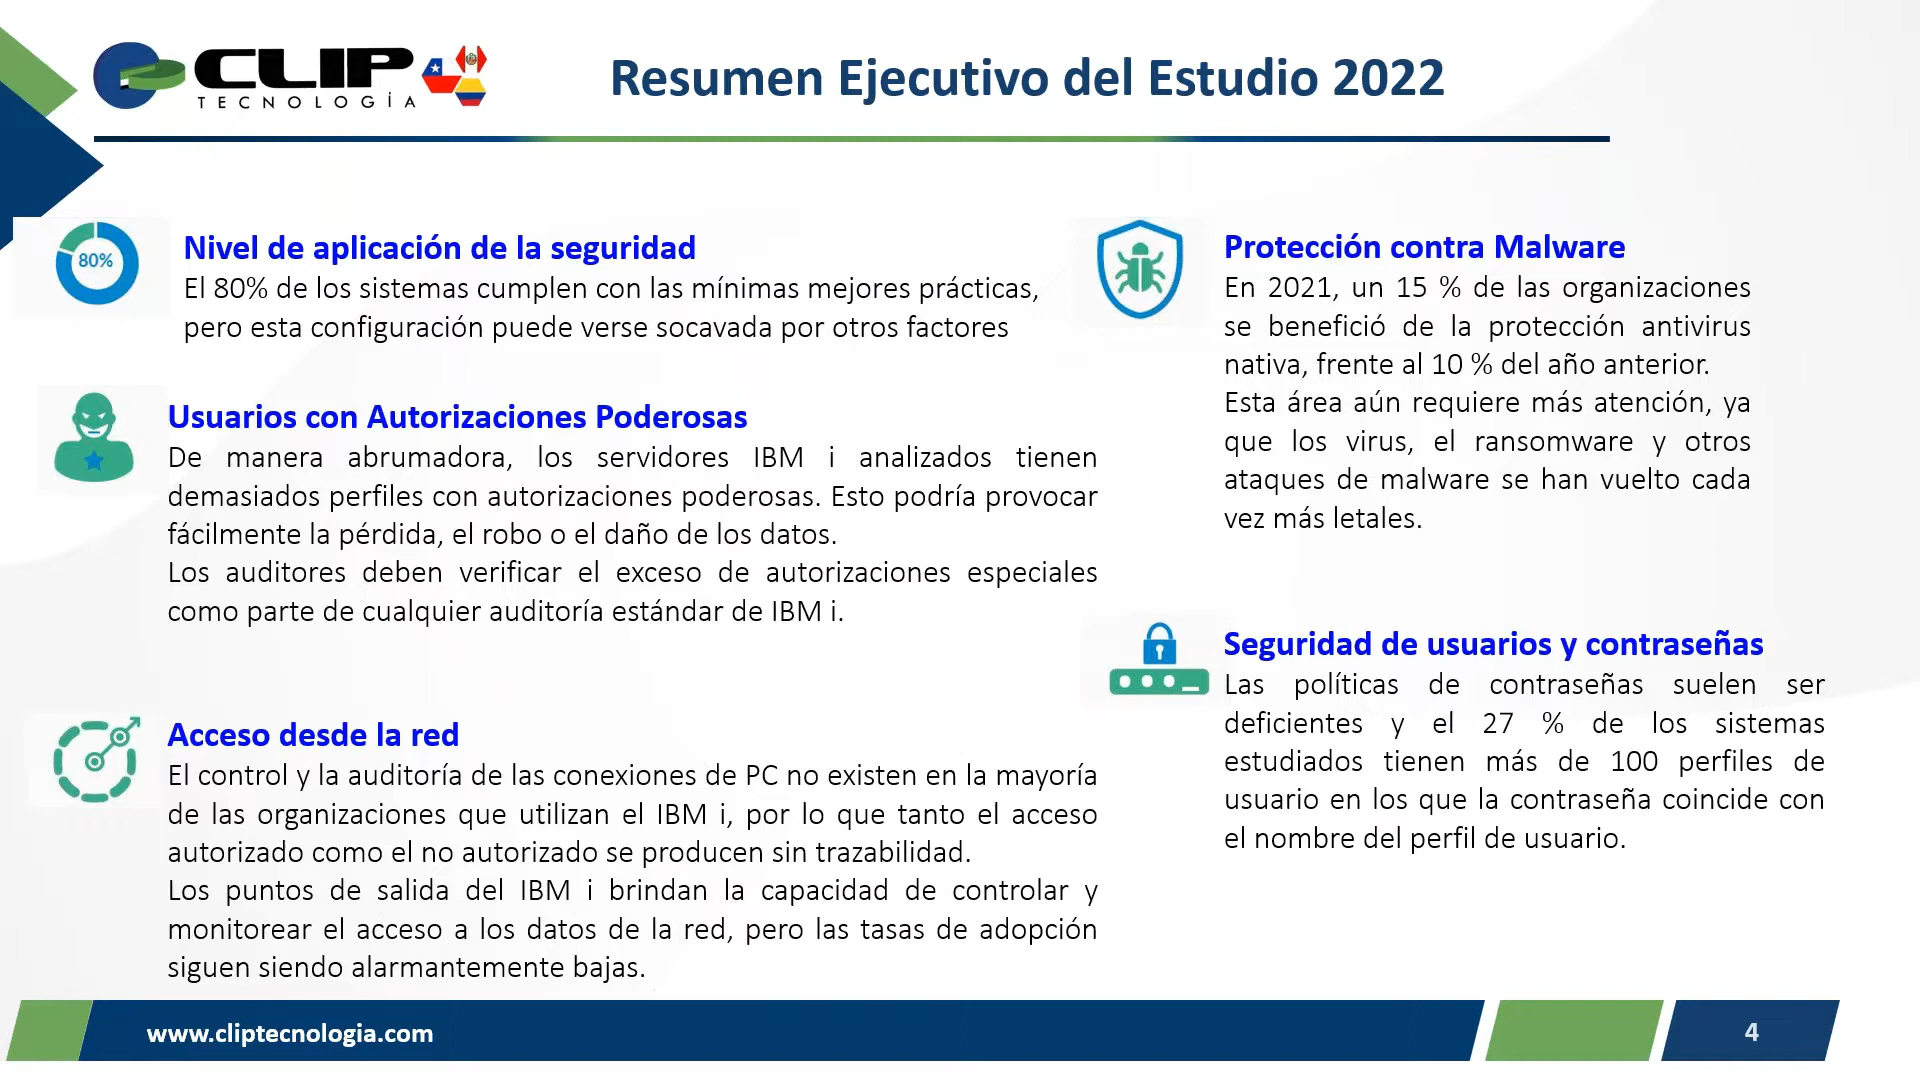 CLIP
TECNOLOGÍA
Resumen Ejecutivo del Estudio 2022
80%
Nivel de aplicación de la seguridad
El 80% de los sistemas cumplen con las mínimas mejores prácticas,
pero esta configuración puede verse socavada por otros factores
Usuarios con Autorizaciones Poderosas
De manera abrumadora, los servidores IBM i analizados tienen
demasiados perfiles con autorizaciones poderosas. Esto podría provocar
fácilmente la pérdida, el robo o el daño de los datos.
Los auditores deben verificar el exceso de autorizaciones especiales
como parte de cualquier auditoría estándar de IBM i.
Acceso desde la red
El control y la auditoría de las conexiones de PC no existen en la mayoría
de las organizaciones que utilizan el IBM i, por lo que tanto el acceso
autorizado como el no autorizado se producen sin trazabilidad.
Los puntos de salida del IBM i brindan la capacidad de controlar y
monitorear el acceso a los datos de la red, pero las tasas de adopción
siguen siendo alarmantemente bajas.
Protección contra Malware
En 2021, un 15 % de las organizaciones
se benefició de la protección antivirus
nativa, frente al 10 % del año anterior.
Esta área aún requiere más atención, ya
que los virus, el ransomware y otros
ataques de malware se han vuelto cada
vez más letales.
Seguridad de usuarios y contraseñas
Las políticas de contraseñas suelen ser
deficientes y el 27 % de los sistemas
estudiados tienen más de 100 perfiles de
usuario en los que la contraseña coincide con
el nombre del perfil de usuario.
www.cliptecnologia.com
4